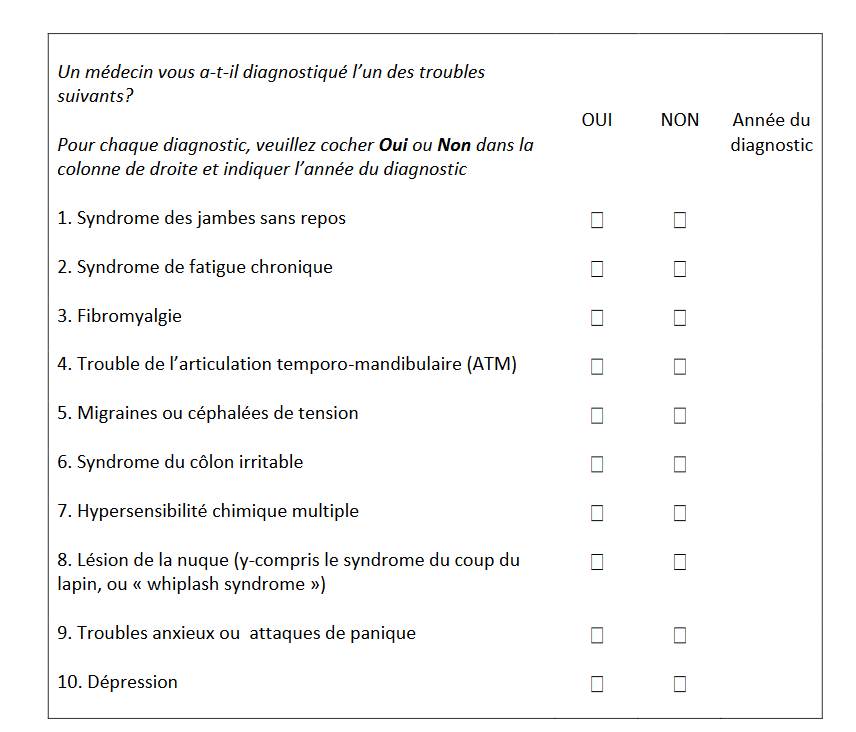 Un médecin vous a-t-il diagnostiqué l’un des troubles
suivants?
OUI NON Année du
diagnostic
Pour chaque diagnostic, veuillez cocher Oui ou Non dans la
colonne de droite et indiquer l’année du diagnostic
1. Syndrome des jambes sans repos
2. Syndrome de fatigue chronique
3. Fibromyalgie
4. Trouble de l’articulation temporo-mandibulaire (ATM)
5. Migraines ou céphalées de tension
6. Syndrome du côlon irritable
7. Hypersensibilité chimique multiple
8. Lésion de la nuque (y-compris le syndrome du coup du
lapin, ou « whiplash syndrome »)
9. Troubles anxieux ou  attaques de panique
10. Dépression